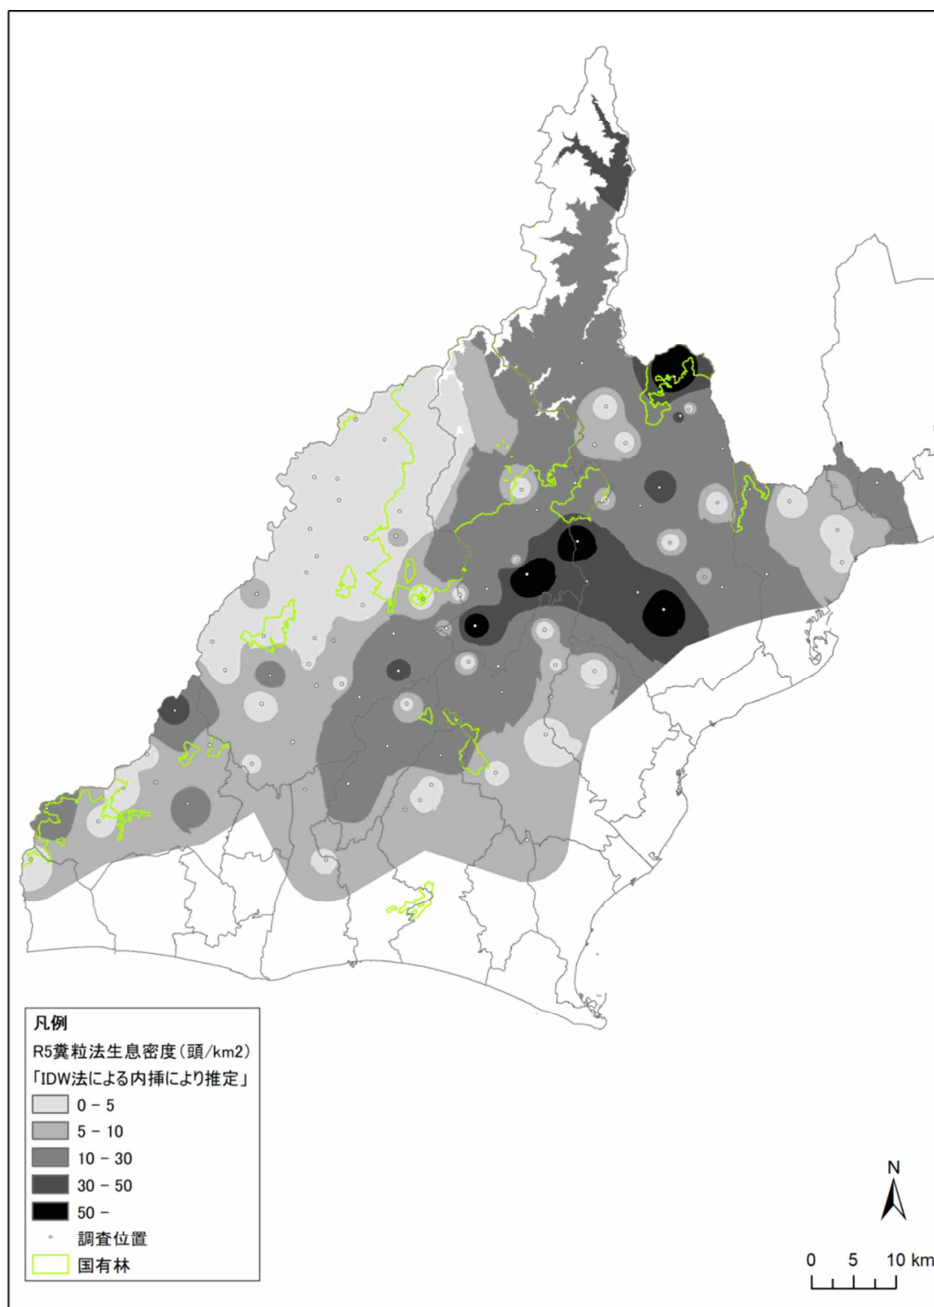 A
凡例
R5糞粒法生息密度(頭/km2)
「IDW法による内挿により推定」
0 - 5
5 - 10
10 - 30
30 - 50
50 -
調査位置
国有林
N
0 5 10 km